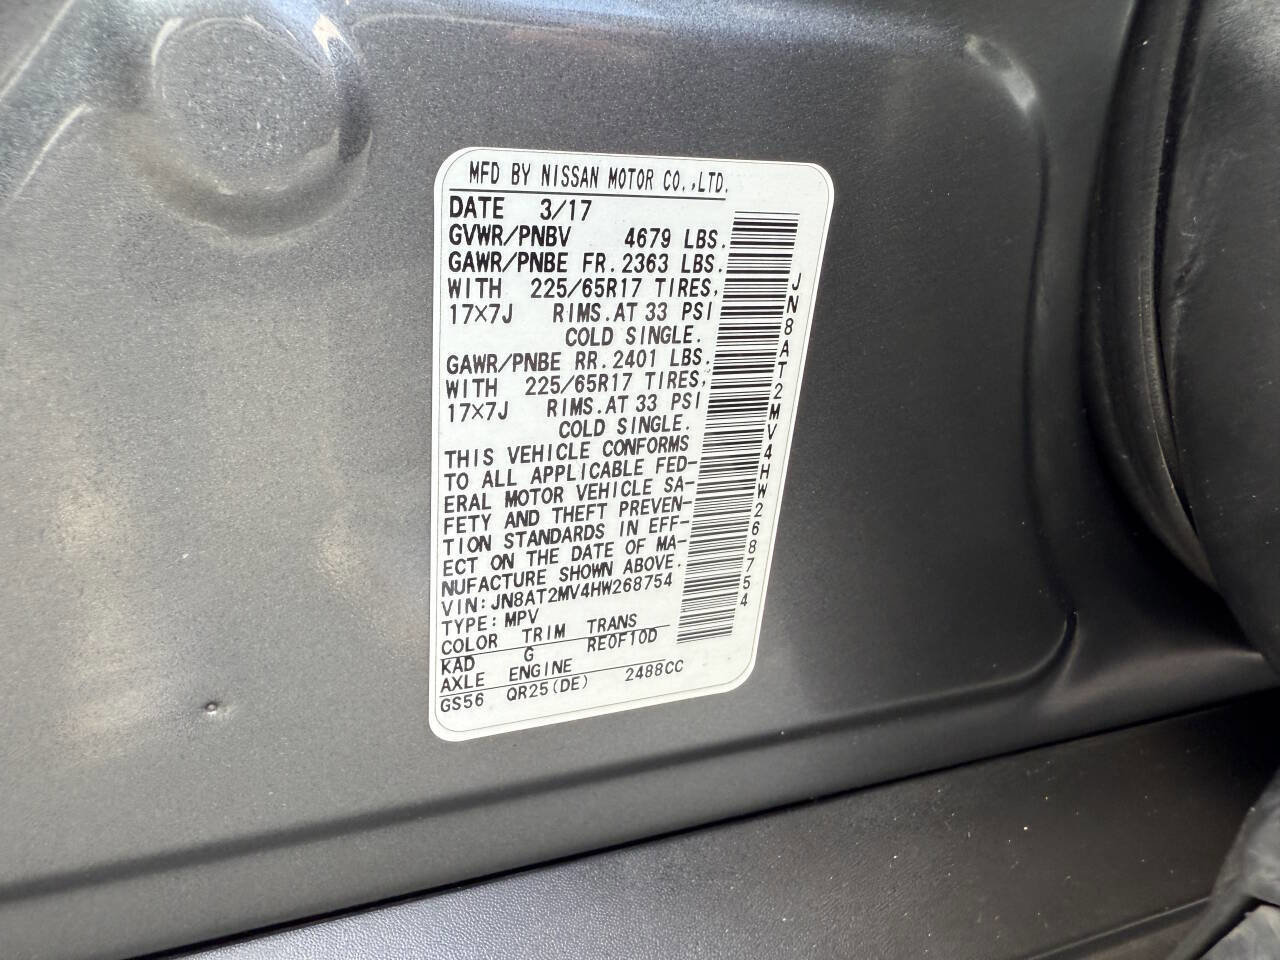 MFD BY NISSAN MOTOR CO.,LTD.
DATE 3/17
GVWR/PNBV 4679 LBS.
GAWR/PNBE FR. 2363 LBS.
WITH 225/65R17 TIRES,
17×7J RIMS. AT 33 PSI
COLD SINGLE.
GAWR/PNBE RR. 2401 LBS.
WITH 225/65R17 TIRES,
17×7J RIMS. AT 33 PSI
COLD SINGLE.
THIS VEHICLE CONFORMS
TO ALL APPLICABLE FED-
ERAL MOTOR VEHICLE SA-
FETY AND THEFT PREVEN-
TION STANDARDS IN EFF-
ECT ON THE DATE OF MA-
NUFACTURE SHOWN ABOVE.
VIN: JN8AT2MV4HW268754
TYPE: MPV
COLOR TRIM TRANS
KAD G RE0F10D
AXLE ENGINE
GS56 QR25(DE) 2488CC
JN8AT2MV4HW268754